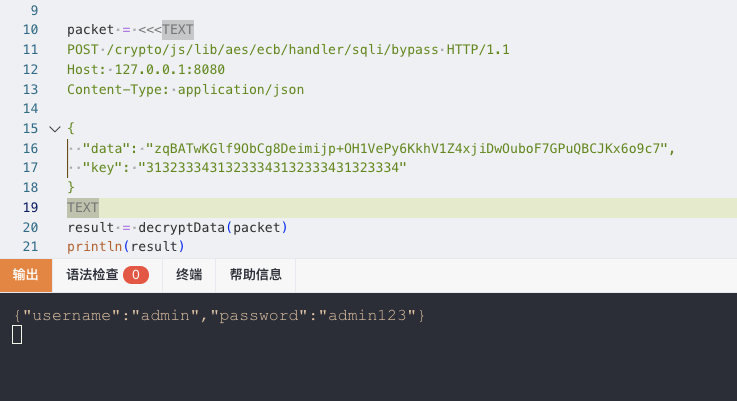 9
10 packet = <<<TEXT
11 POST /crypto/js/lib/aes/ecb/handler/sqli/bypass HTTP/1.1
12 Host: 127.0.0.1:8080
13 Content-Type: application/json
14
15 {
16 "data": "zqBATwKGlf9ObCg8Deimijp+OH1VePy6KkhV1Z4xjiDwOuboF7GPuQBCJKx6o9c7",
17 "key": "31323334313233343132333431323334"
18 }
19 TEXT
20 result = decryptData(packet)
21 println(result)
输出 语法检查 0 终端 帮助信息
{"username":"admin","password":"admin123"}